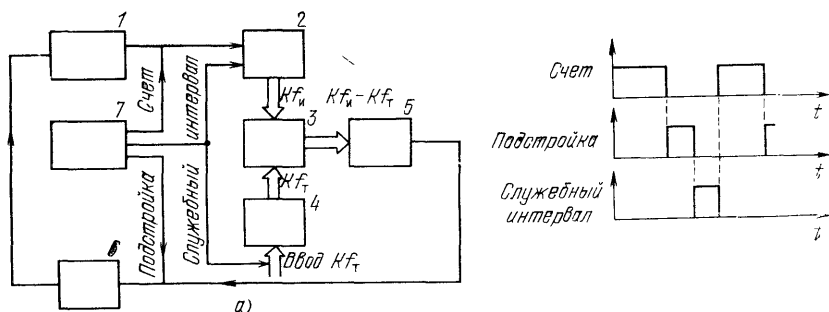 1
2
7
Счет
Служебный
интервал
Kfи
Kfи–Kfт
3
5
Kfт
4
Подстройка
Ввод Kfт
6
а)
Счет
t
Подстройка
t
Служебный
интервал
t